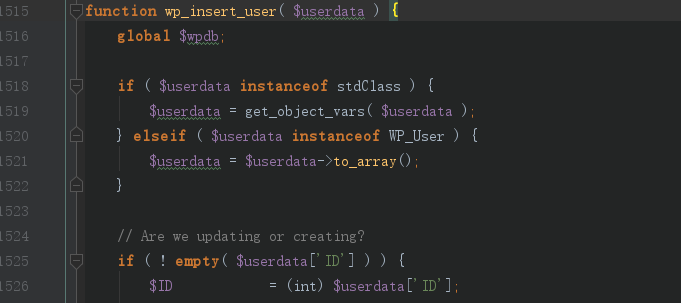 1515 function wp_insert_user( $userdata ) {
1516     global $wpdb;
1517
1518     if ( $userdata instanceof stdClass ) {
1519         $userdata = get_object_vars( $userdata );
1520     } elseif ( $userdata instanceof WP_User ) {
1521         $userdata = $userdata->to_array();
1522     }
1523
1524     // Are we updating or creating?
1525     if ( ! empty( $userdata['ID'] ) ) {
1526         $ID            = (int) $userdata['ID'];